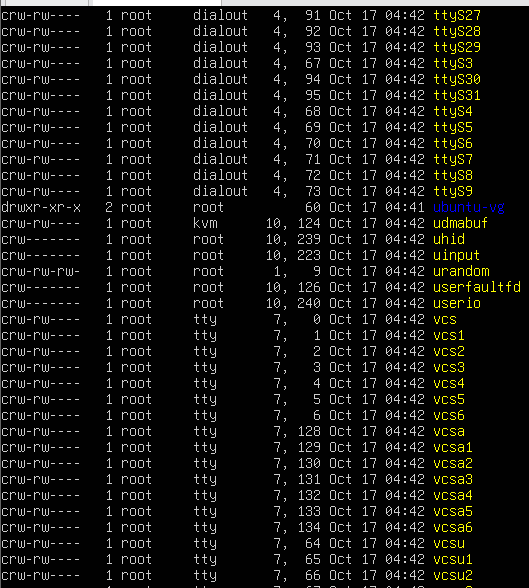 crw-rw---- 1 root dialout 4, 91 Oct 17 04:42 ttyS27
crw-rw---- 1 root dialout 4, 92 Oct 17 04:42 ttyS28
crw-rw---- 1 root dialout 4, 93 Oct 17 04:42 ttyS29
crw-rw---- 1 root dialout 4, 67 Oct 17 04:42 ttyS3
crw-rw---- 1 root dialout 4, 94 Oct 17 04:42 ttyS30
crw-rw---- 1 root dialout 4, 95 Oct 17 04:42 ttyS31
crw-rw---- 1 root dialout 4, 68 Oct 17 04:42 ttyS4
crw-rw---- 1 root dialout 4, 69 Oct 17 04:42 ttyS5
crw-rw---- 1 root dialout 4, 70 Oct 17 04:42 ttyS6
crw-rw---- 1 root dialout 4, 71 Oct 17 04:42 ttyS7
crw-rw---- 1 root dialout 4, 72 Oct 17 04:42 ttyS8
crw-rw---- 1 root dialout 4, 73 Oct 17 04:42 ttyS9
drwxr-xr-x 2 root root 60 Oct 17 04:41 ubuntu-vg
crw-rw---- 1 root kvm 10, 124 Oct 17 04:42 udmabuf
crw------- 1 root root 10, 239 Oct 17 04:42 uhid
crw------- 1 root root 10, 223 Oct 17 04:42 uinput
crw-rw-rw- 1 root root 1, 9 Oct 17 04:42 urandom
crw------- 1 root root 10, 126 Oct 17 04:42 userfaultfd
crw------- 1 root root 10, 240 Oct 17 04:42 userio
crw-rw---- 1 root tty 7, 0 Oct 17 04:42 vcs
crw-rw---- 1 root tty 7, 1 Oct 17 04:42 vcs1
crw-rw---- 1 root tty 7, 2 Oct 17 04:42 vcs2
crw-rw---- 1 root tty 7, 3 Oct 17 04:42 vcs3
crw-rw---- 1 root tty 7, 4 Oct 17 04:42 vcs4
crw-rw---- 1 root tty 7, 5 Oct 17 04:42 vcs5
crw-rw---- 1 root tty 7, 6 Oct 17 04:42 vcs6
crw-rw---- 1 root tty 7, 128 Oct 17 04:42 vcsa
crw-rw---- 1 root tty 7, 129 Oct 17 04:42 vcsa1
crw-rw---- 1 root tty 7, 130 Oct 17 04:42 vcsa2
crw-rw---- 1 root tty 7, 131 Oct 17 04:42 vcsa3
crw-rw---- 1 root tty 7, 132 Oct 17 04:42 vcsa4
crw-rw---- 1 root tty 7, 133 Oct 17 04:42 vcsa5
crw-rw---- 1 root tty 7, 134 Oct 17 04:42 vcsa6
crw-rw---- 1 root tty 7, 64 Oct 17 04:42 vcsu
crw-rw---- 1 root tty 7, 65 Oct 17 04:42 vcsu1
crw-rw---- 1 root tty 7, 66 Oct 17 04:42 vcsu2